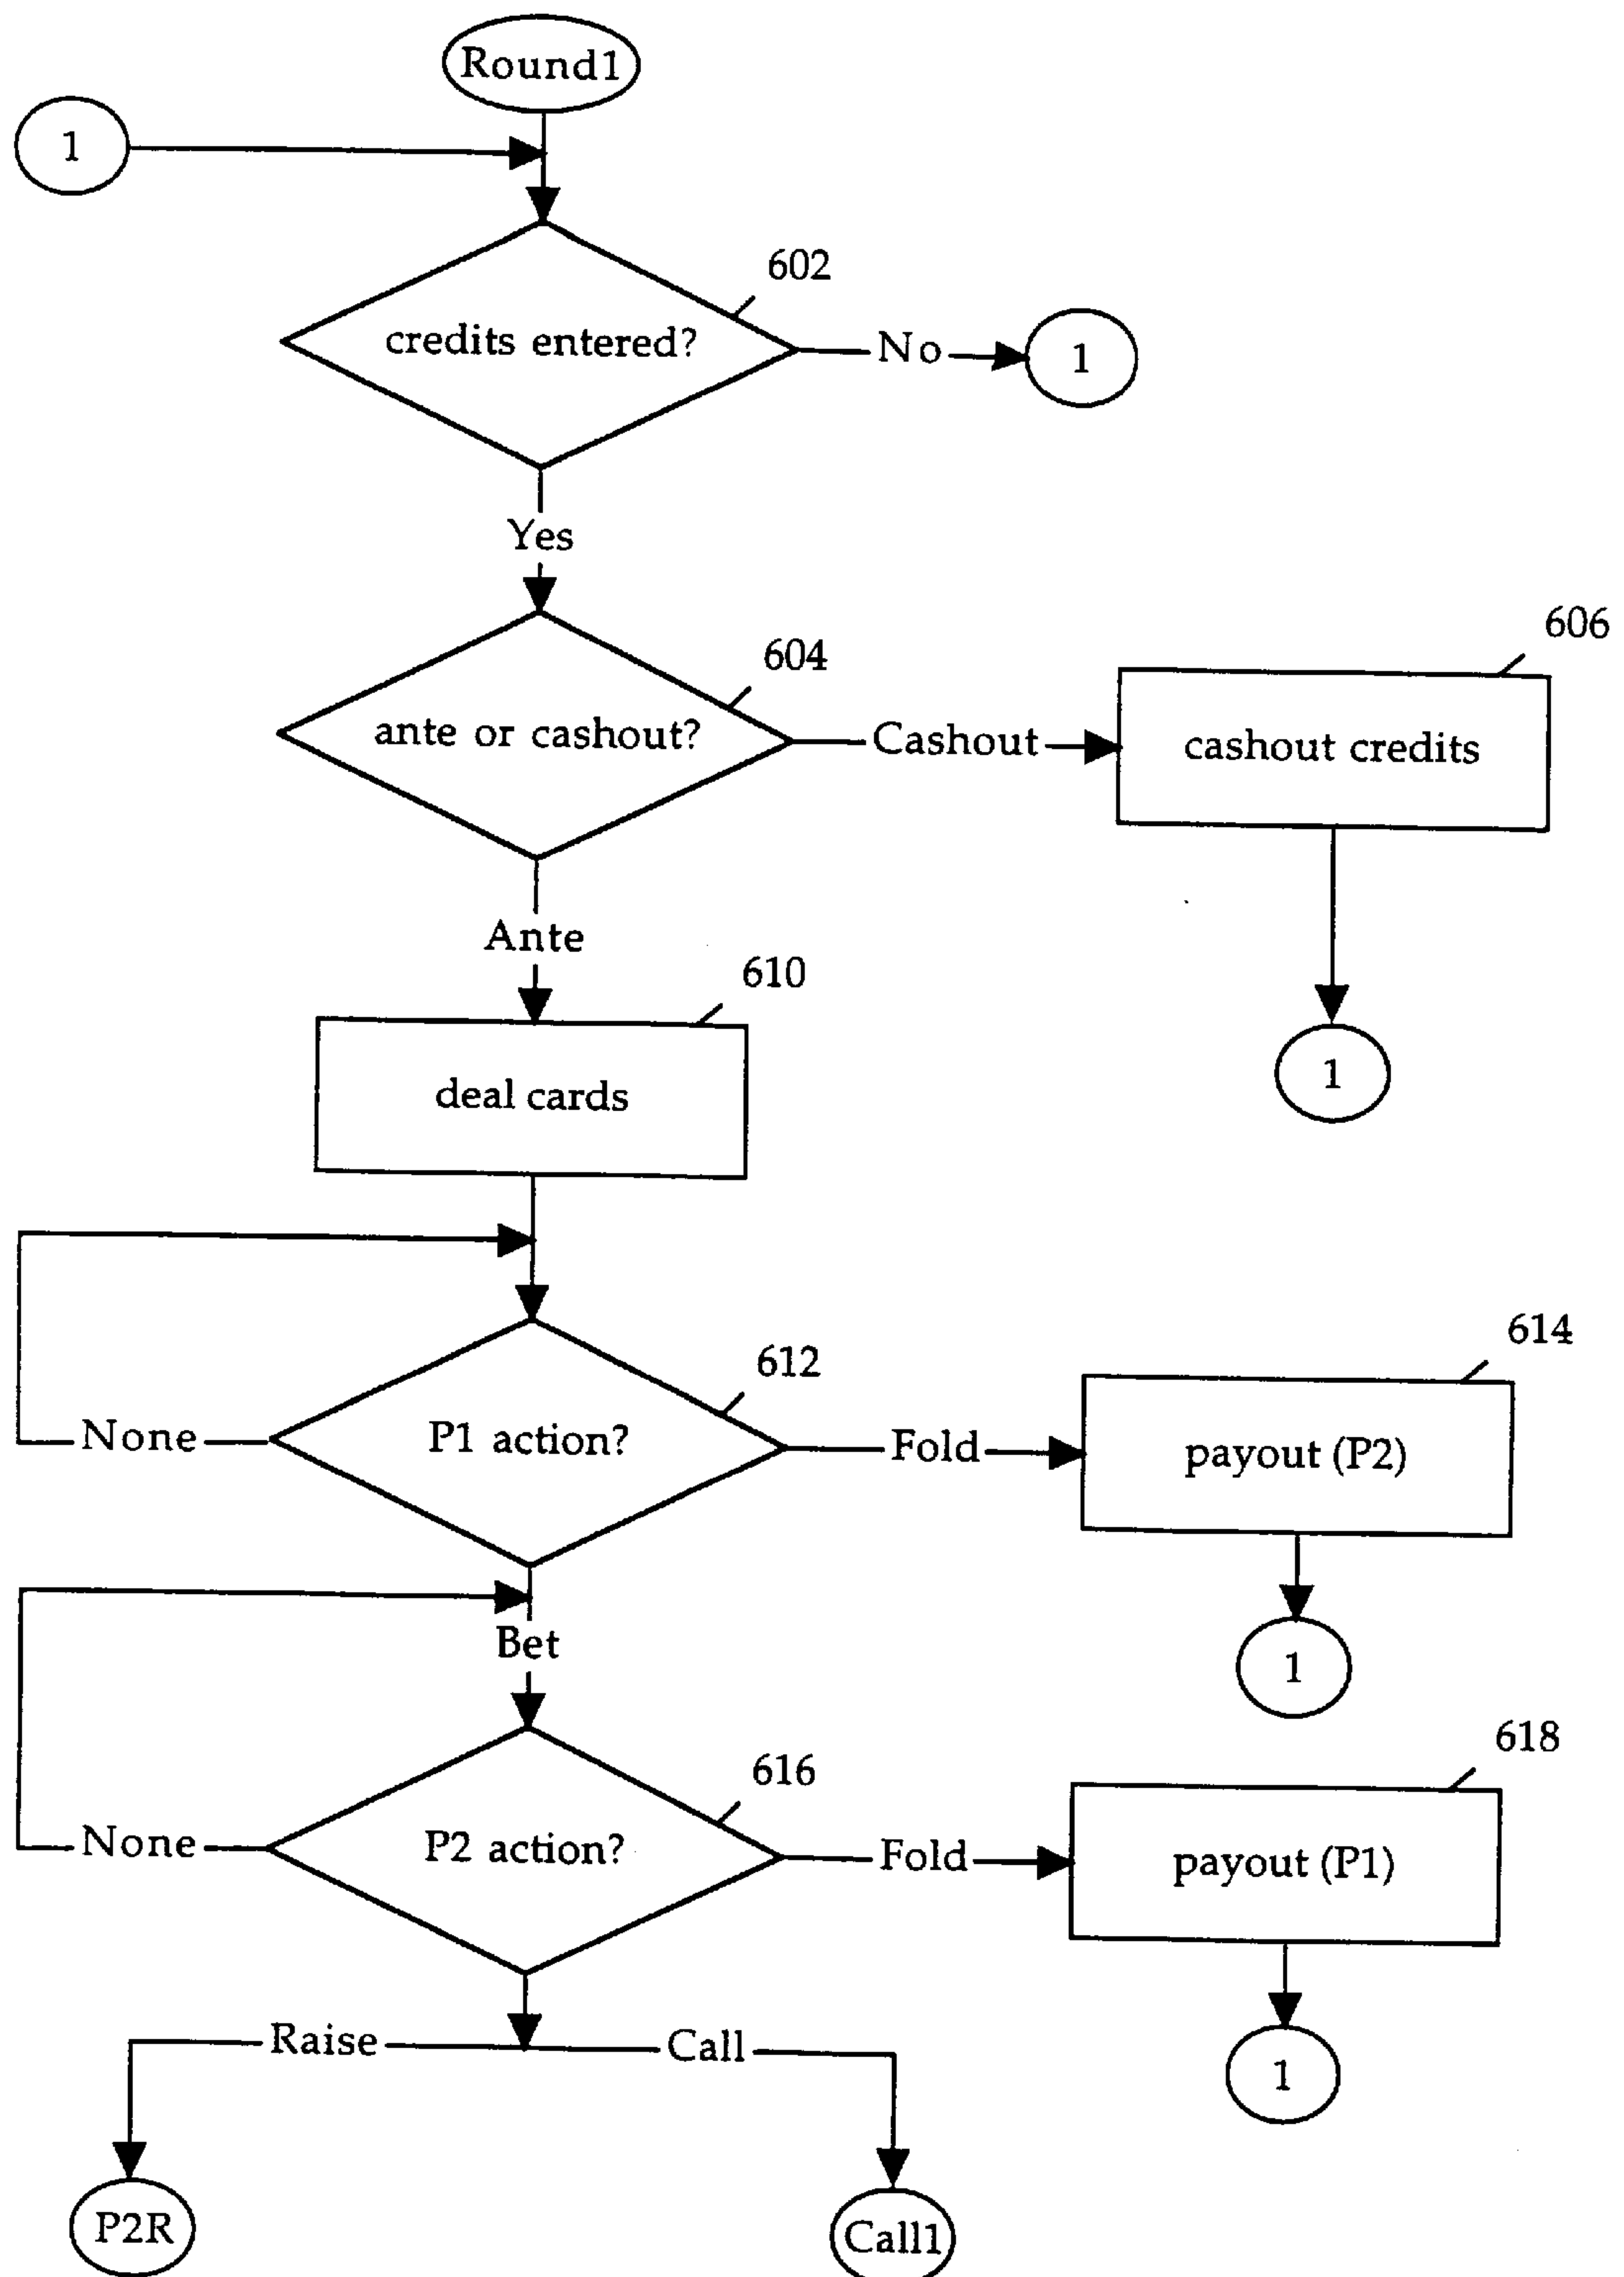 Round1
1
602
credits entered?
No
1
Yes
606
604
ante or cashout?
Cashout
cashout credits
Ante
610
1
deal cards
614
612
None
P1 action?
Fold
payout (P2)
Bet
1
618
616
None
P2 action?
Fold
payout (P1)
Raise
Call
1
P2R
Call1